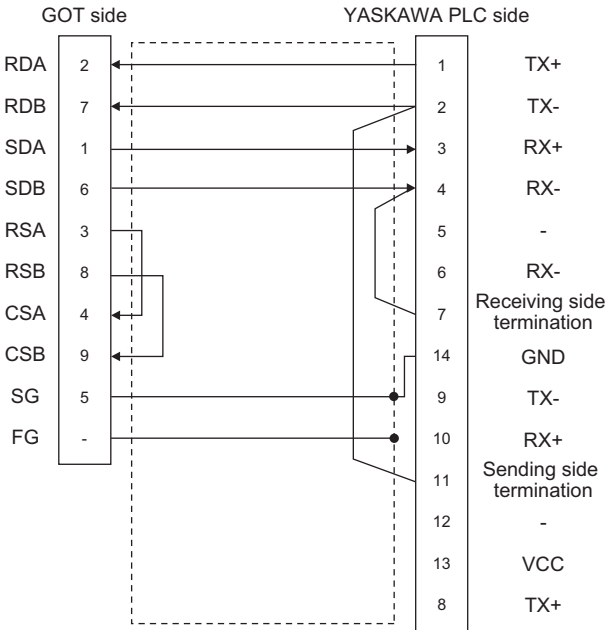 GOT side
YASKAWA PLC side
RDA 2 1 TX+
RDB 7 2 TX-
SDA 1 3 RX+
SDB 6 4 RX-
RSA 3 5 -
RSB 8 6 RX-
CSA 4 7 Receiving side
termination
CSB 9 14 GND
SG 5 9 TX-
FG - 10 RX+
11 Sending side
termination
12 -
13 VCC
8 TX+